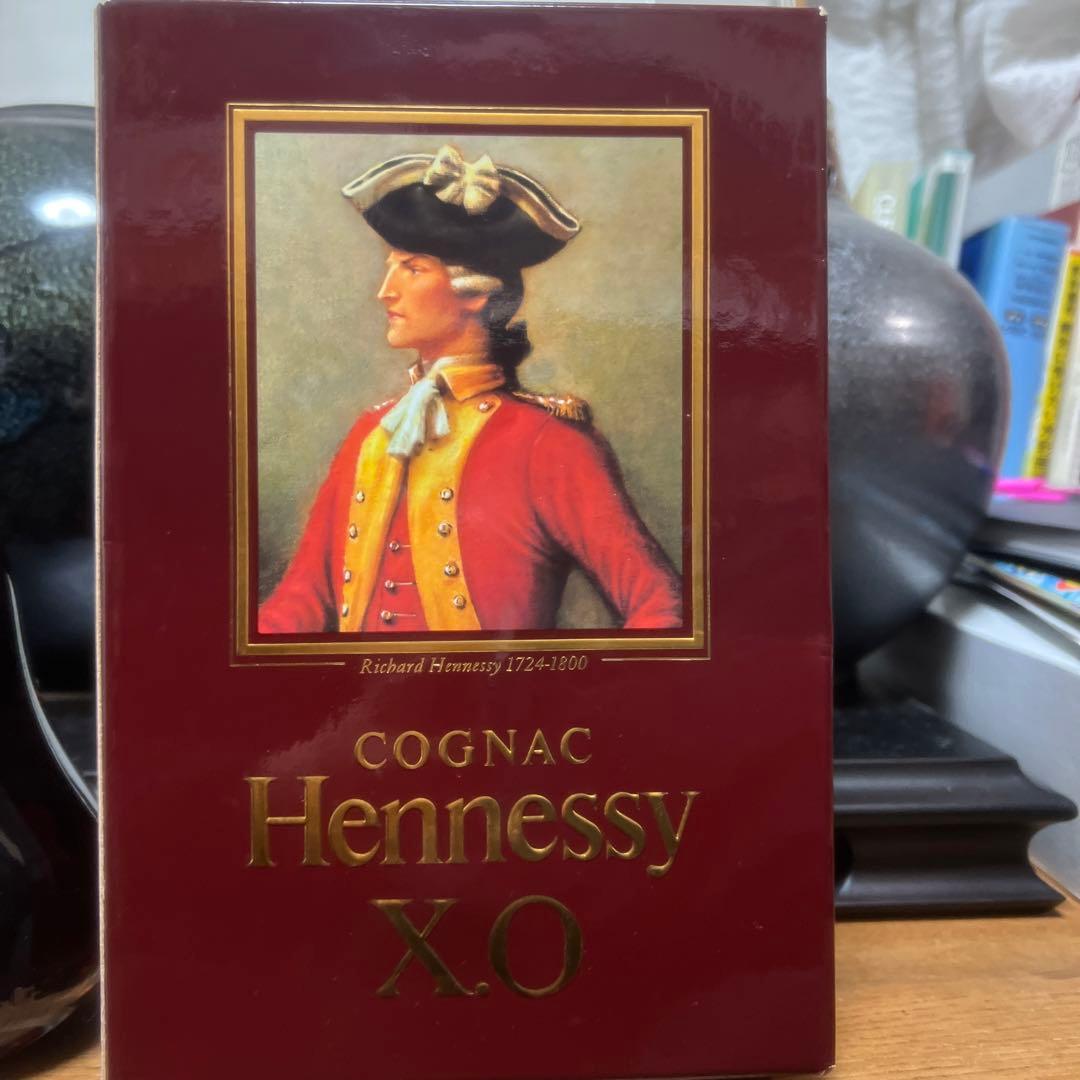 Richard Hennessy 1724-1800
COGNAC
Hennessy
X.O